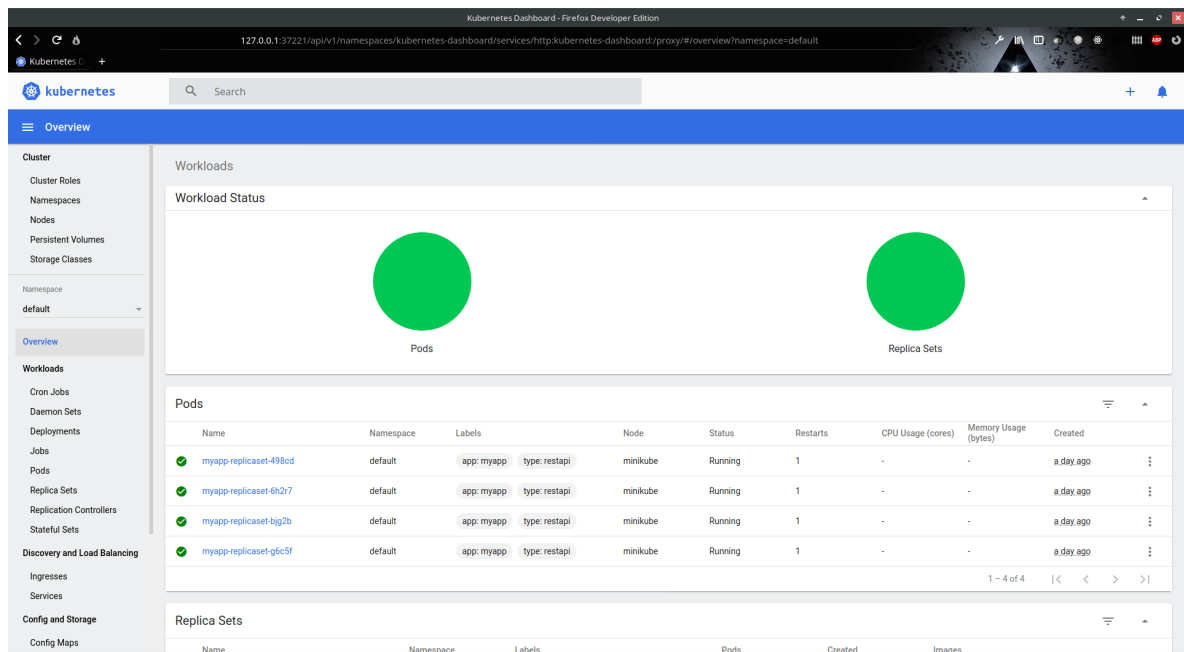 Kubernetes Dashboard - Firefox Developer Edition
127.0.0.1:37221/api/v1/namespaces/kubernetes-dashboard/services/http:kubernetes-dashboard:/proxy/#/overview?namespace=default
Kubernetes D
kubernetes
Search
Overview
Cluster
Cluster Roles
Namespaces
Nodes
Persistent Volumes
Storage Classes
Namespace
default
Overview
Workloads
Cron Jobs
Daemon Sets
Deployments
Jobs
Pods
Replica Sets
Replication Controllers
Stateful Sets
Discovery and Load Balancing
Ingresses
Services
Config and Storage
Config Maps
Workloads
Workload Status
Pods Replica Sets
Pods
Name Namespace Labels Node Status Restarts CPU Usage (cores) Memory Usage (bytes) Created
myapp-replicaset-498cd default app: myapp type: restapi minikube Running 1 - - a day ago
myapp-replicaset-6h2r7 default app: myapp type: restapi minikube Running 1 - - a day ago
myapp-replicaset-bjg2b default app: myapp type: restapi minikube Running 1 - - a day ago
myapp-replicaset-g6c5f default app: myapp type: restapi minikube Running 1 - - a day ago
1 – 4 of 4
Replica Sets
Name Namespace Labels Pods Created Images